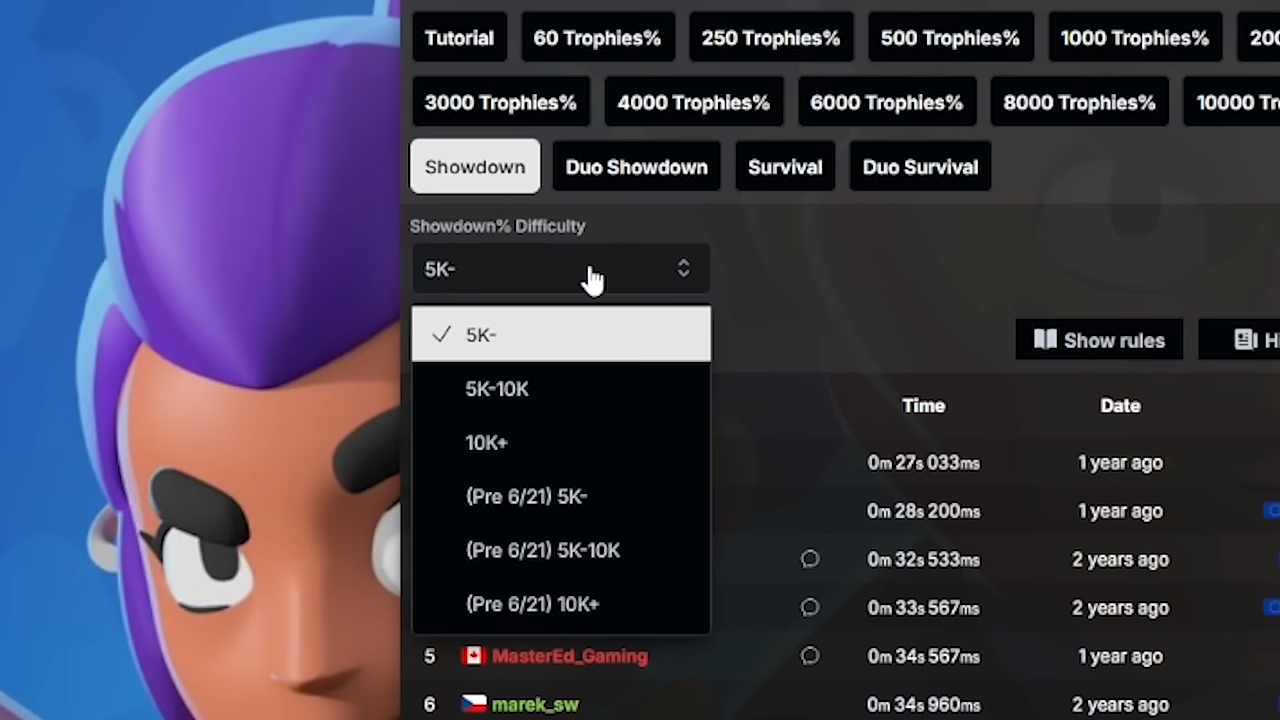 Tutorial 60 Trophies% 250 Trophies% 500 Trophies% 1000 Trophies% 200
3000 Trophies% 4000 Trophies% 6000 Trophies% 8000 Trophies% 10000 Tr
Showdown Duo Showdown Survival Duo Survival
Showdown% Difficulty
5K-
5K-
5K-10K
10K+
(Pre 6/21) 5K-
(Pre 6/21) 5K-10K
(Pre 6/21) 10K+
Show rules Hi
Time Date
0m 27s 033ms 1 year ago
0m 28s 200ms 1 year ago
0m 32s 533ms 2 years ago
0m 33s 567ms 2 years ago
5 MasterEd_Gaming 0m 34s 567ms 1 year ago
6 marek_sw 0m 34s 960ms 2 years ago